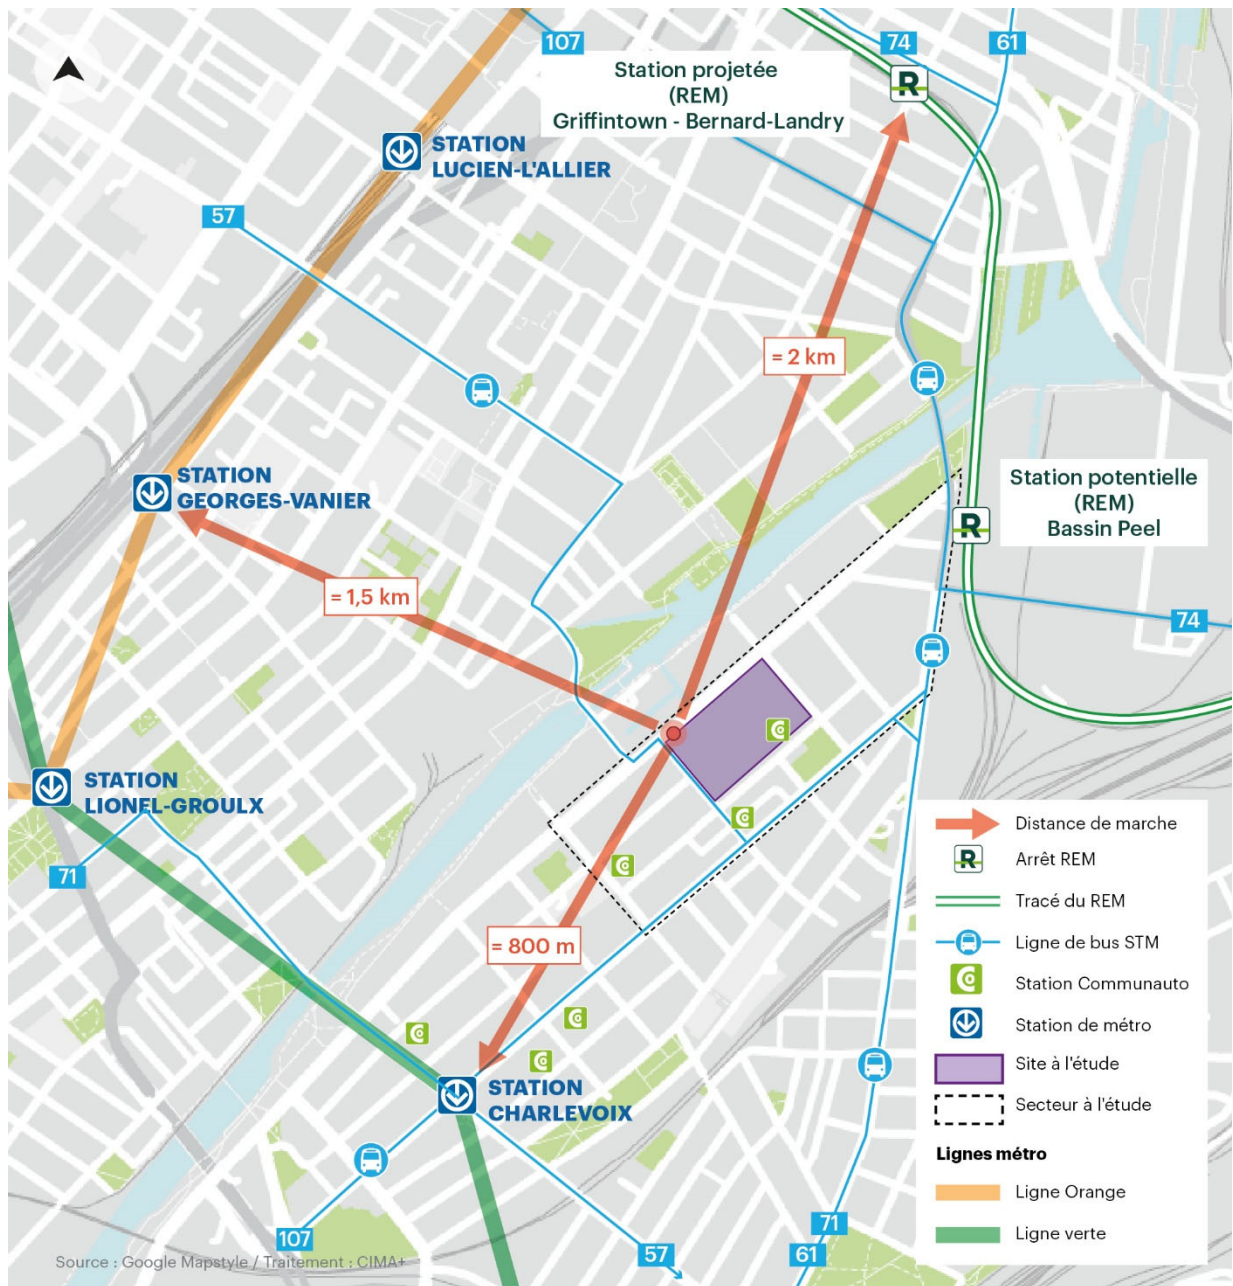 107
74
61
Station projetée
(REM)
Griffintown - Bernard-Landry
R
STATION
LUCIEN-L'ALLIER
57
= 2 km
STATION
GEORGES-VANIER
Station potentielle
(REM)
Bassin Peel
R
= 1,5 km
74
STATION
LIONEL-GROULX
71
= 800 m
STATION
CHARLEVOIX
107
57
71
61
Distance de marche
R
Arrêt REM
Tracé du REM
Ligne de bus STM
Station Communauto
Station de métro
Site à l'étude
Secteur à l'étude
Lignes métro
Ligne Orange
Ligne verte
Source : Google Mapstyle / Traitement : CIMA+